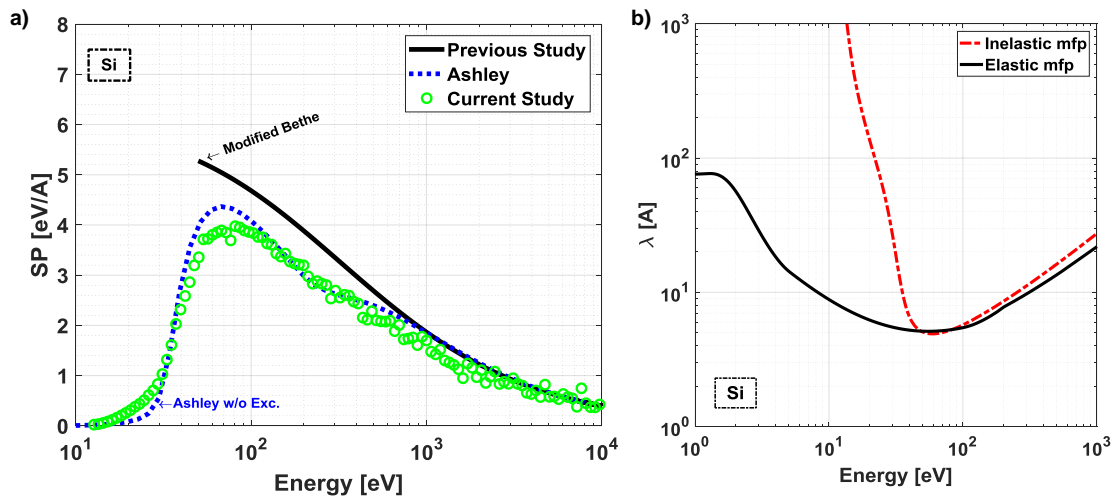 a)
8
7
6
5
4
3
2
1
0
SP [eV/A]
Si
Previous Study
Ashley
Current Study
←Modified Bethe
←Ashley w/o Exc.
10^1
10^2
10^3
10^4
Energy [eV]
b)
10^3
10^2
10^1
10^0
λ [A]
Inelastic mfp
Elastic mfp
Si
10^0
10^1
10^2
10^3
Energy [eV]